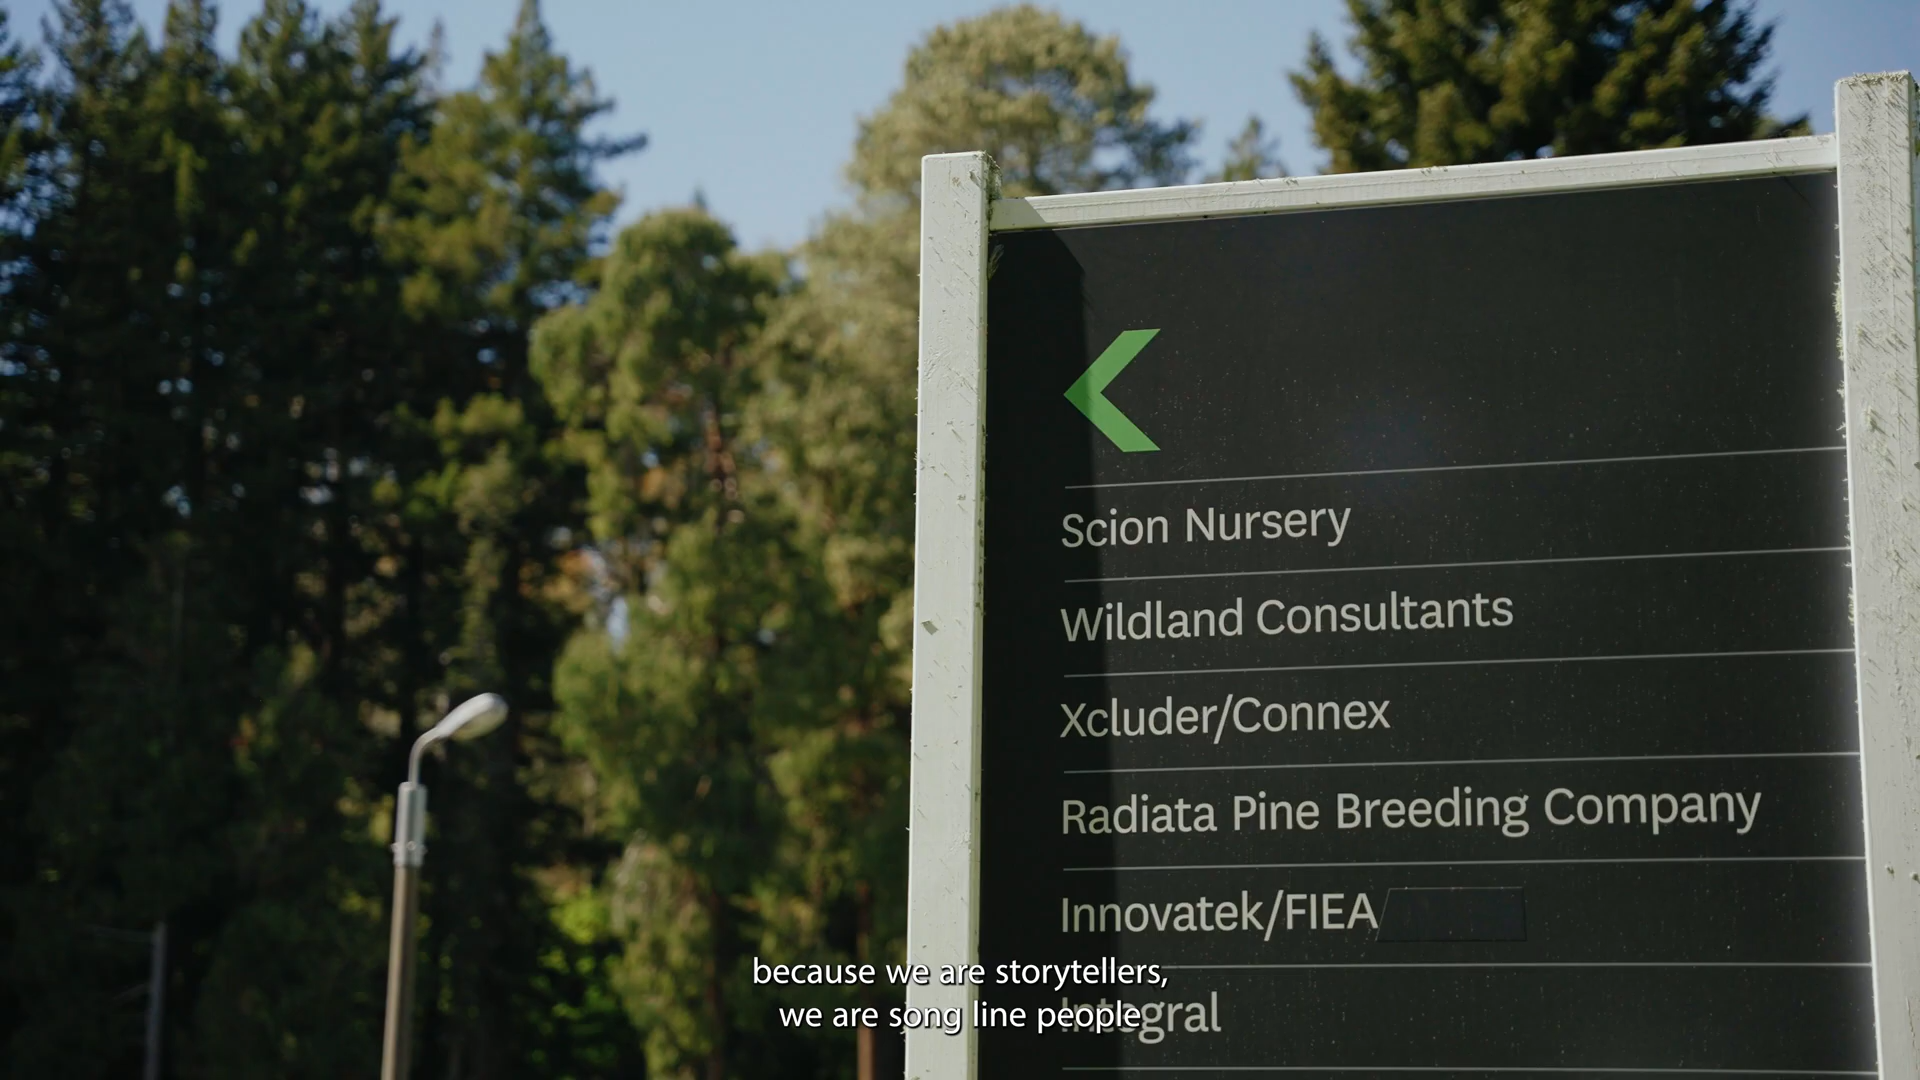 Scion Nursery
Wildland Consultants
Xcluder/Connex
Radiata Pine Breeding Company
Innovatek/FIEA
Integral
because we are storytellers,
we are song line people